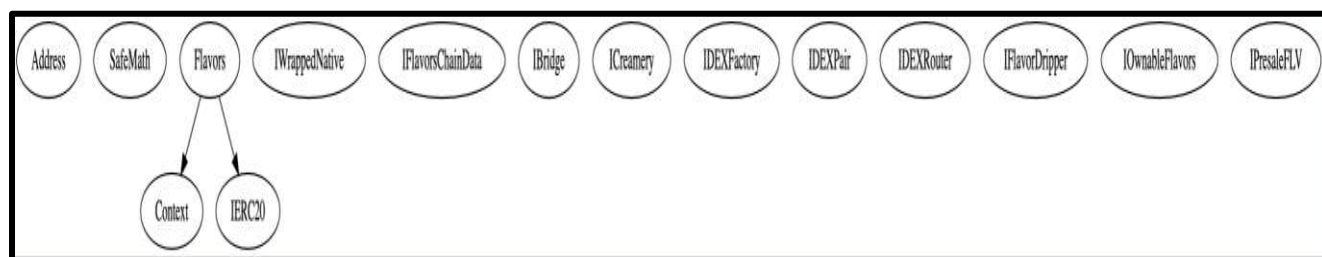 Address SafeMath Flavors IWrappedNative IFlavorsChainData IBridge ICreamery IDEXFactory IDEXPair IDEXRouter IFlavorDripper IOwnableFlavors IPresaleFLV
Context IERC20